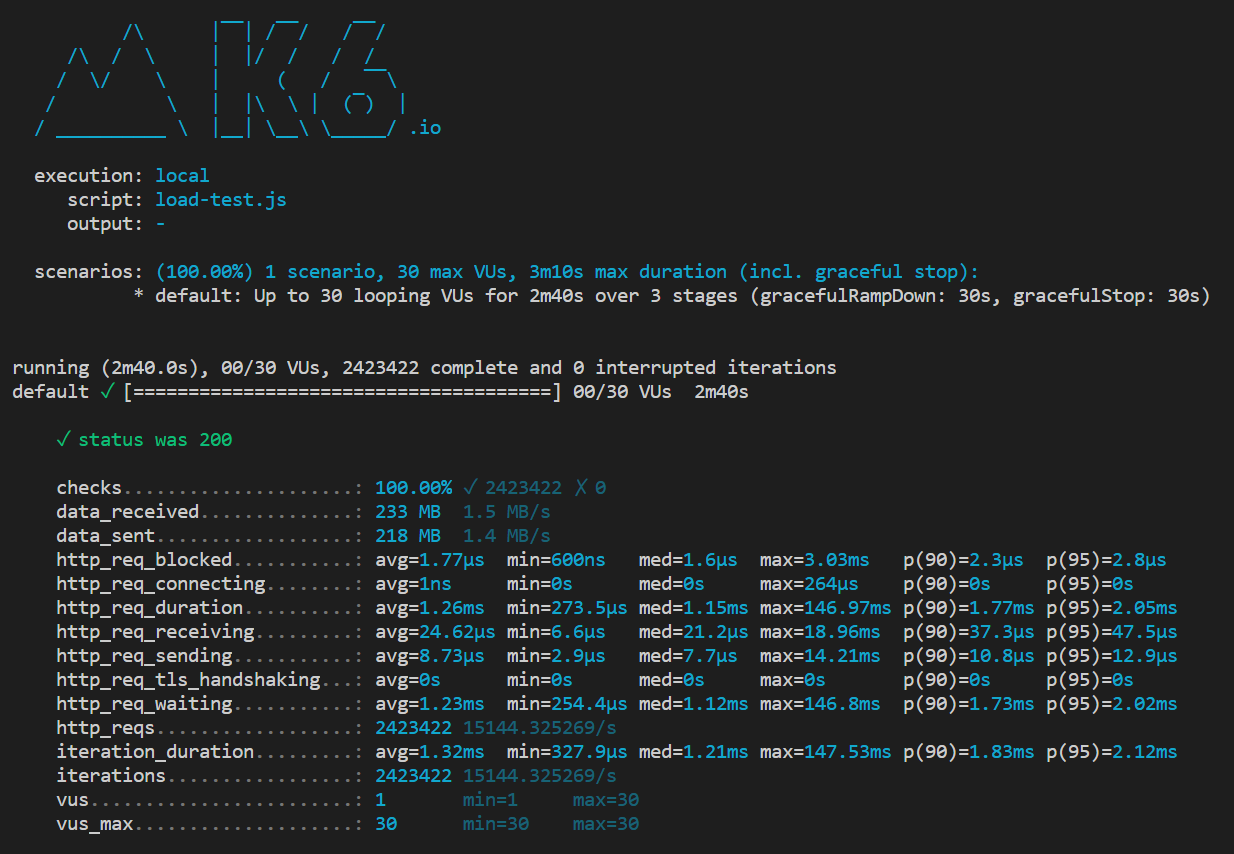 /\      |‾‾| /‾‾/   /‾‾/
     /\  /  \     |  |/  /   /  /
    /  \/    \    |     (   /   ‾‾\
   /          \   |  |\  \ |  (‾)  |
  / __________ \  |__| \__\ \_____/ .io

  execution: local
     script: load-test.js
     output: -

  scenarios: (100.00%) 1 scenario, 30 max VUs, 3m10s max duration (incl. graceful stop):
           * default: Up to 30 looping VUs for 2m40s over 3 stages (gracefulRampDown: 30s, gracefulStop: 30s)


running (2m40.0s), 00/30 VUs, 2423422 complete and 0 interrupted iterations
default ✓ [======================================] 00/30 VUs  2m40s

    ✓ status was 200

    checks.....................: 100.00% ✓ 2423422 ✗ 0
    data_received..............: 233 MB  1.5 MB/s
    data_sent..................: 218 MB  1.4 MB/s
    http_req_blocked...........: avg=1.77µs  min=600ns   med=1.6µs  max=3.03ms   p(90)=2.3µs  p(95)=2.8µs
    http_req_connecting........: avg=1ns     min=0s      med=0s     max=264µs    p(90)=0s     p(95)=0s
    http_req_duration..........: avg=1.26ms  min=273.5µs med=1.15ms max=146.97ms p(90)=1.77ms p(95)=2.05ms
    http_req_receiving.........: avg=24.62µs min=6.6µs   med=21.2µs max=18.96ms  p(90)=37.3µs p(95)=47.5µs
    http_req_sending...........: avg=8.73µs  min=2.9µs   med=7.7µs  max=14.21ms  p(90)=10.8µs p(95)=12.9µs
    http_req_tls_handshaking...: avg=0s      min=0s      med=0s     max=0s       p(90)=0s     p(95)=0s
    http_req_waiting...........: avg=1.23ms  min=254.4µs med=1.12ms max=146.8ms  p(90)=1.73ms p(95)=2.02ms
    http_reqs..................: 2423422 15144.325269/s
    iteration_duration.........: avg=1.32ms  min=327.9µs med=1.21ms max=147.53ms p(90)=1.83ms p(95)=2.12ms
    iterations.................: 2423422 15144.325269/s
    vus........................: 1       min=1     max=30
    vus_max....................: 30      min=30    max=30